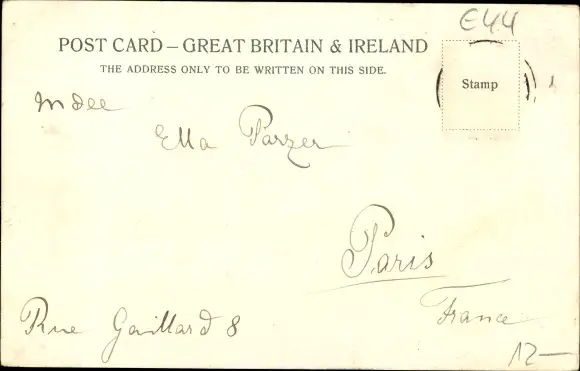 E44
POST CARD – GREAT BRITAIN & IRELAND
THE ADDRESS ONLY TO BE WRITTEN ON THIS SIDE.
Stamp
Mdlle
Ella Parzer
Paris
France
Rue Gaillard 8
12—